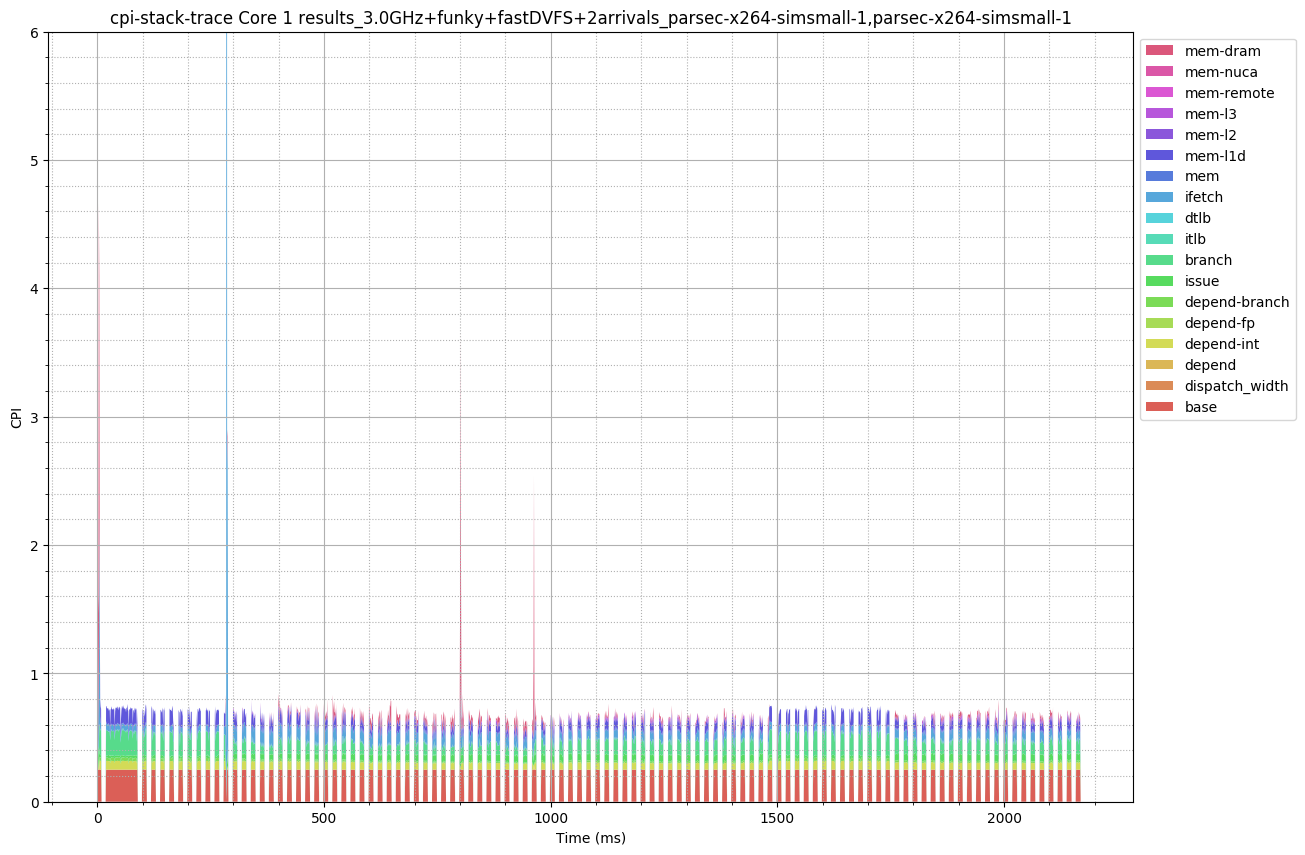 cpi-stack-trace Core 1 results_3.0GHz+funky+fastDVFS+2arrivals_parsec-x264-simsmall-1,parsec-x264-simsmall-1
6
5
4
3
2
1
0
CPI
0 500 1000 1500 2000
Time (ms)
mem-dram
mem-nuca
mem-remote
mem-l3
mem-l2
mem-l1d
mem
ifetch
dtlb
itlb
branch
issue
depend-branch
depend-fp
depend-int
depend
dispatch_width
base